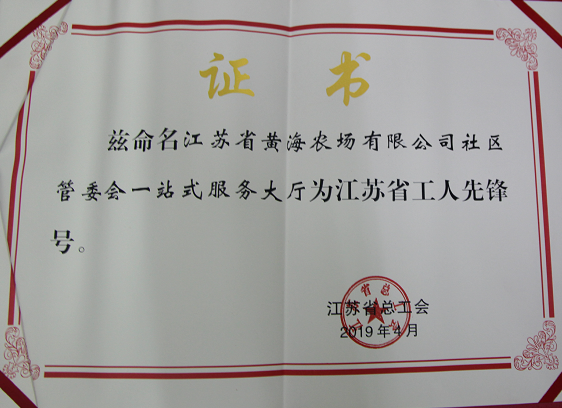 证书
兹命名江苏省黄海农场有限公司社区
管委会一站式服务大厅为江苏省工人先锋
号。
江苏省总工会
2019年4月